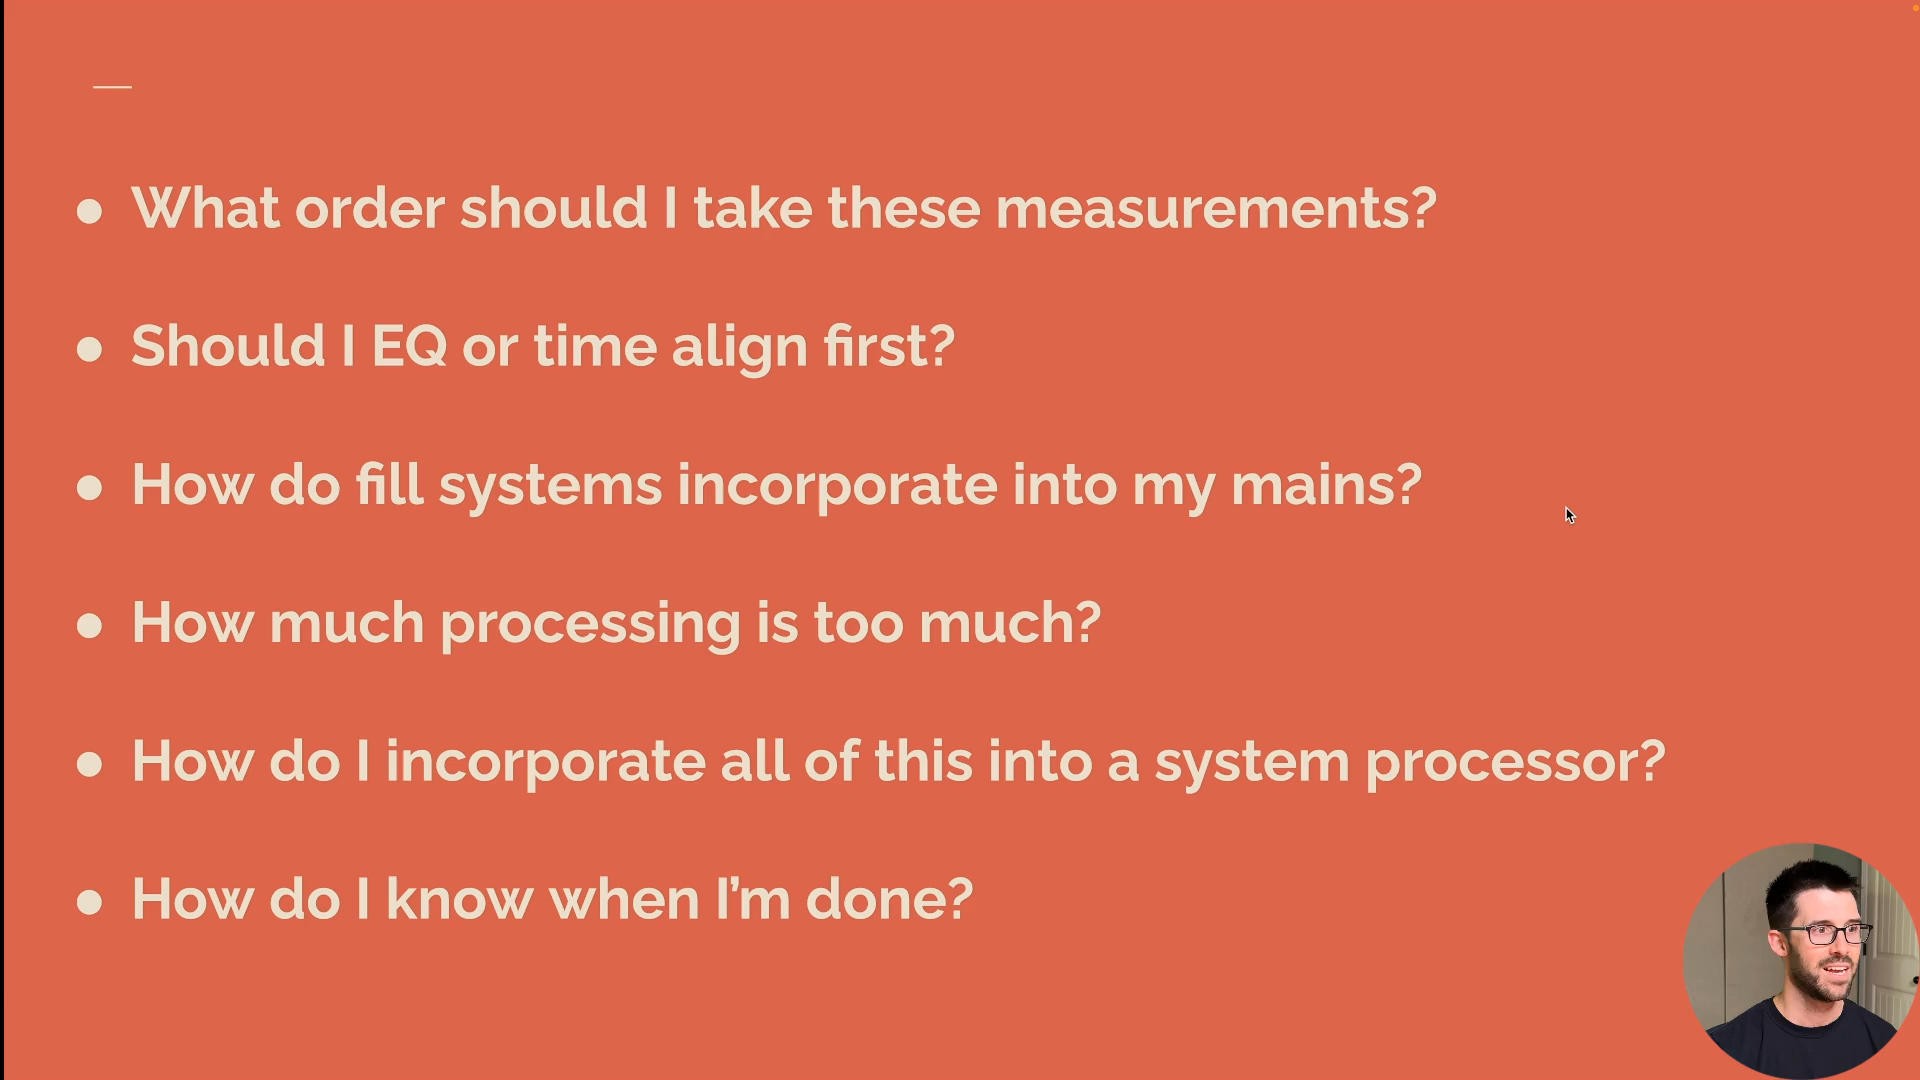 ● What order should I take these measurements?
● Should I EQ or time align first?
● How do fill systems incorporate into my mains?
● How much processing is too much?
● How do I incorporate all of this into a system processor?
● How do I know when I’m done?